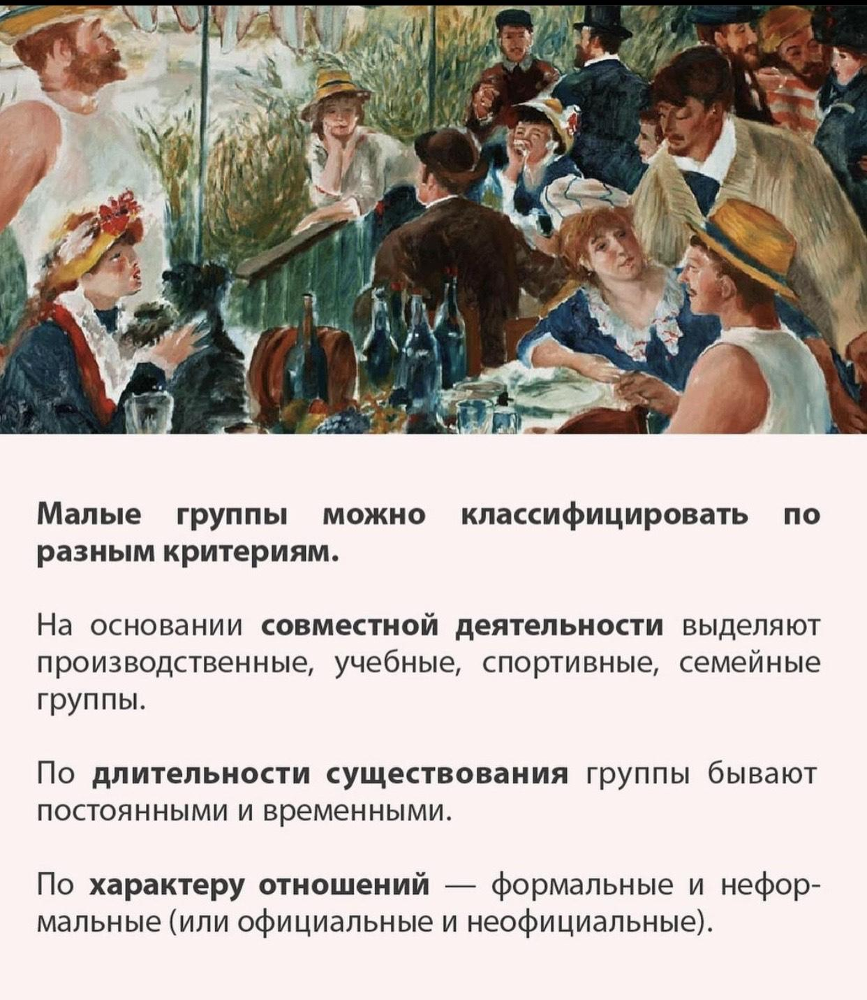 Малые группы можно классифицировать по
разным критериям.
На основании совместной деятельности выделяют
производственные, учебные, спортивные, семейные
группы.
По длительности существования группы бывают
постоянными и временными.
По характеру отношений — формальные и нефор-
мальные (или официальные и неофициальные).